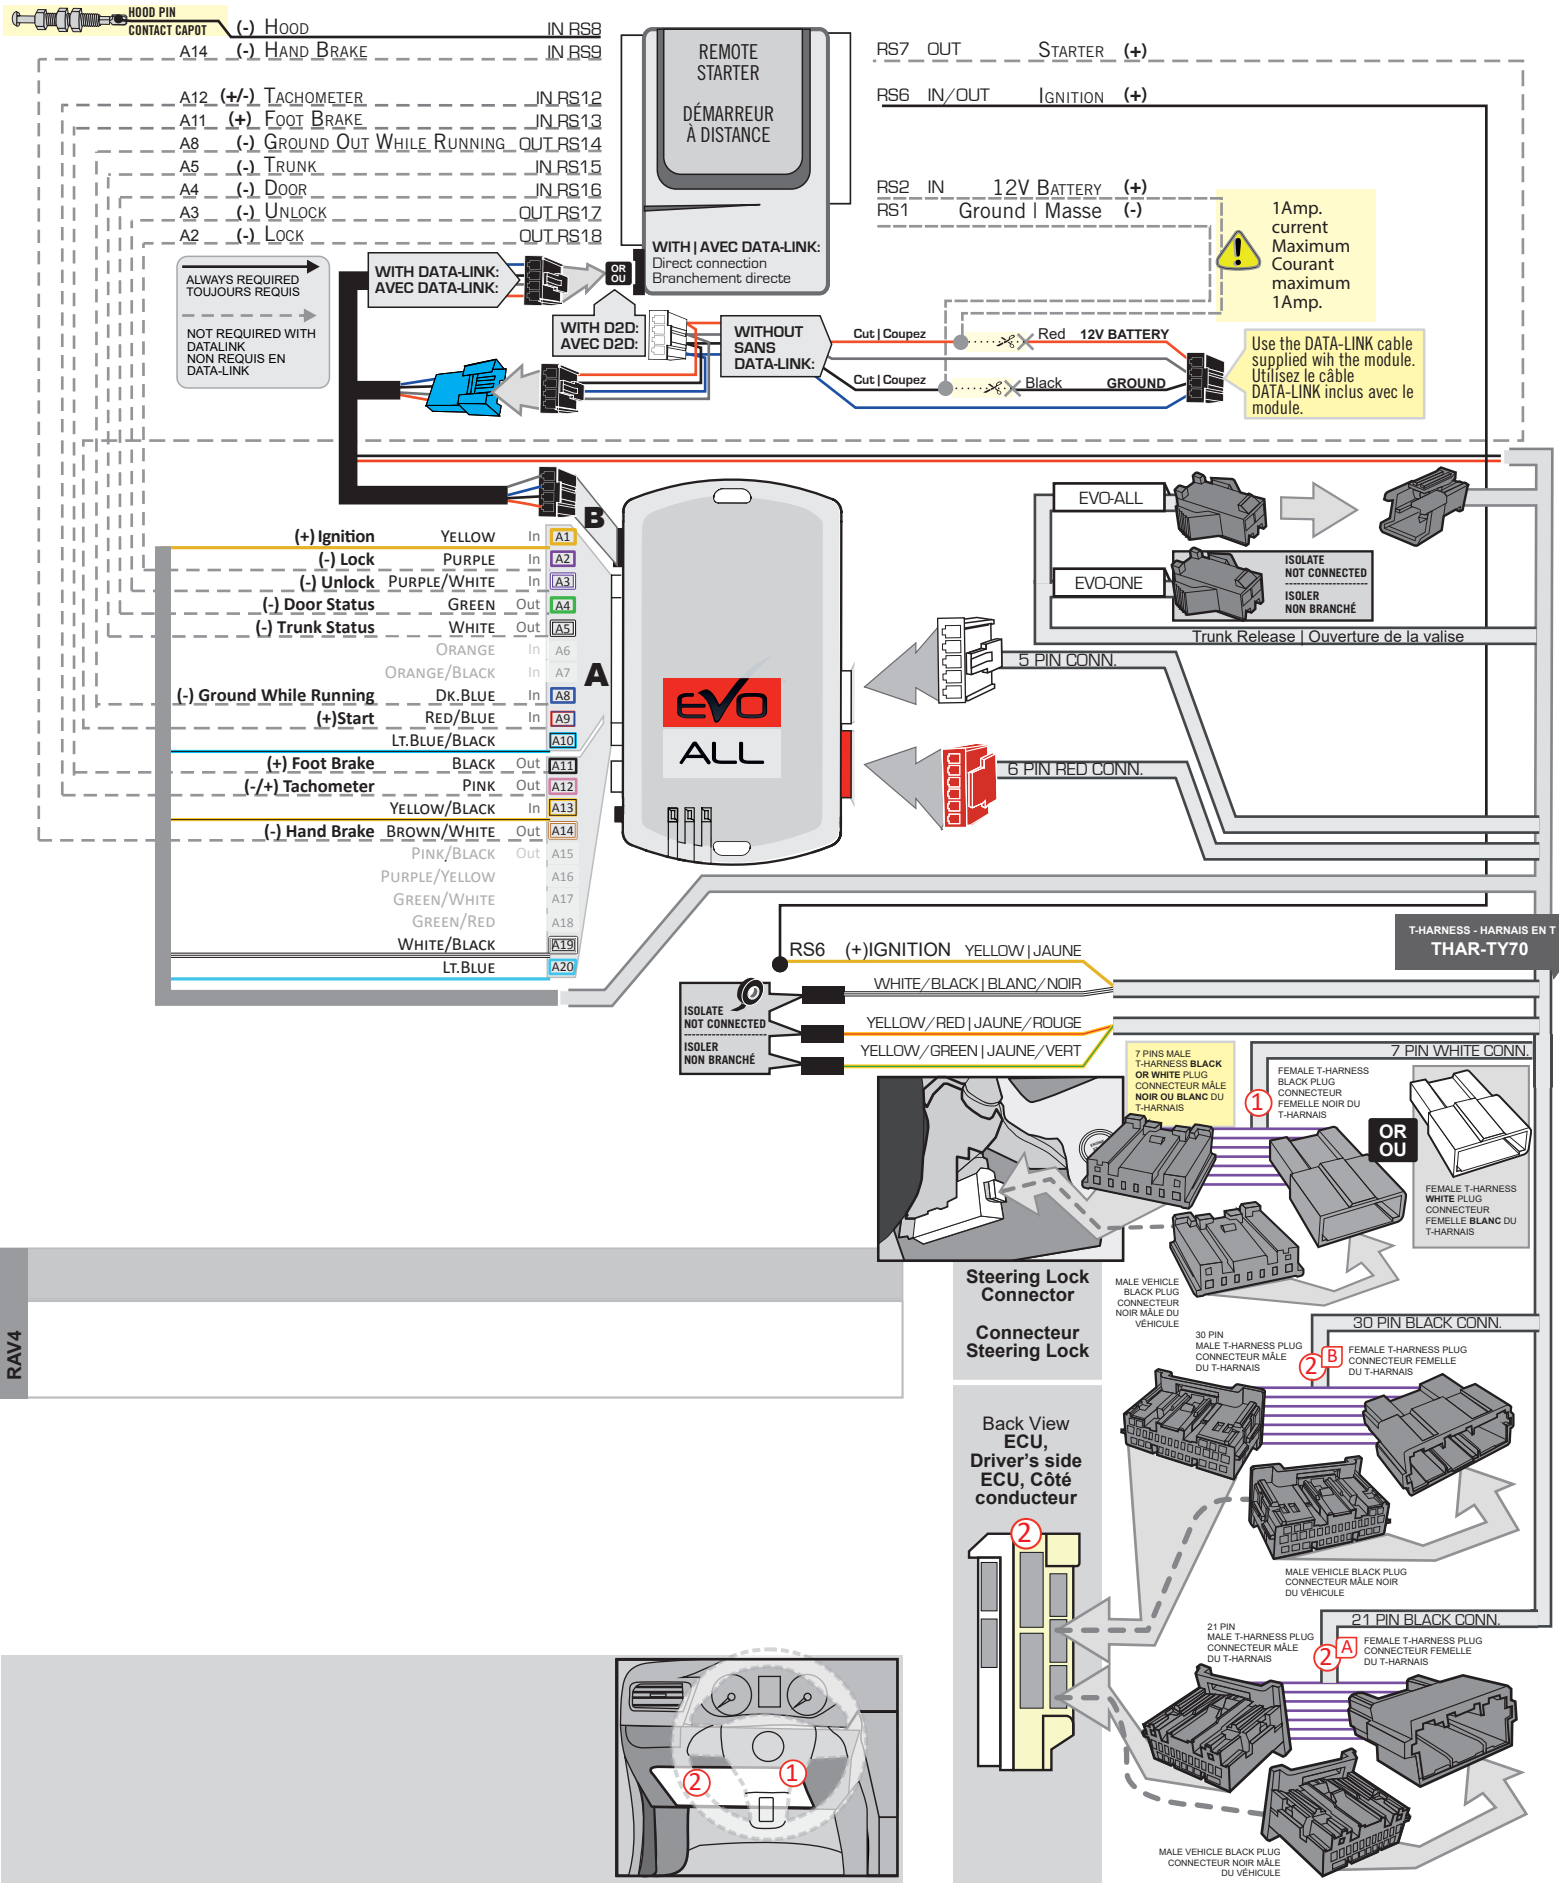 HOOD PIN
CONTACT CAPOT
(-) HOOD IN RS8
A14 (-) HAND BRAKE IN RS9
A12 (+/-) TACHOMETER IN RS12
A11 (+) FOOT BRAKE IN RS13
A8 (-) GROUND OUT WHILE RUNNING OUT RS14
A5 (-) TRUNK IN RS15
A4 (-) DOOR IN RS16
A3 (-) UNLOCK OUT RS17
A2 (-) LOCK OUT RS18
REMOTE
STARTER
DÉMARREUR
À DISTANCE
WITH | AVEC DATA-LINK:
Direct connection
Branchement directe
RS7 OUT STARTER (+)
RS6 IN/OUT IGNITION (+)
RS2 IN 12V BATTERY (+)
RS1 Ground | Masse (-)
1Amp.
current
Maximum
Courant
maximum
1Amp.
ALWAYS REQUIRED
TOUJOURS REQUIS
NOT REQUIRED WITH
DATALINK
NON REQUIS EN
DATA-LINK
WITH DATA-LINK:
AVEC DATA-LINK:
OR
OU
WITH D2D:
AVEC D2D:
WITHOUT
SANS
DATA-LINK:
Cut | Coupez Red 12V BATTERY
Cut | Coupez Black GROUND
Use the DATA-LINK cable
supplied wih the module.
Utilisez le câble
DATA-LINK inclus avec le
module.
B
A
(+) Ignition YELLOW In A1
(-) Lock PURPLE In A2
(-) Unlock PURPLE/WHITE In A3
(-) Door Status GREEN Out A4
(-) Trunk Status WHITE Out A5
ORANGE In A6
ORANGE/BLACK In A7
(-) Ground While Running DK.BLUE In A8
(+)Start RED/BLUE In A9
LT.BLUE/BLACK A10
(+) Foot Brake BLACK Out A11
(-/+) Tachometer PINK Out A12
YELLOW/BLACK In A13
(-) Hand Brake BROWN/WHITE Out A14
PINK/BLACK Out A15
PURPLE/YELLOW A16
GREEN/WHITE A17
GREEN/RED A18
WHITE/BLACK A19
LT.BLUE A20
EVO
ALL
EVO-ALL
EVO-ONE
ISOLATE
NOT CONNECTED
ISOLER
NON BRANCHÉ
Trunk Release | Ouverture de la valise
5 PIN CONN.
6 PIN RED CONN.
T-HARNESS - HARNAIS EN T
THAR-TY70
RS6 (+)IGNITION YELLOW | JAUNE
WHITE/BLACK | BLANC/NOIR
YELLOW/RED | JAUNE/ROUGE
YELLOW/GREEN | JAUNE/VERT
ISOLATE
NOT CONNECTED
ISOLER
NON BRANCHÉ
7 PIN WHITE CONN.
7 PINS MALE
T-HARNESS BLACK
OR WHITE PLUG
CONNECTEUR MÂLE
NOIR OU BLANC DU
T-HARNAIS
1
FEMALE T-HARNESS
BLACK PLUG
CONNECTEUR
FEMELLE NOIR DU
T-HARNAIS
OR
OU
FEMALE T-HARNESS
WHITE PLUG
CONNECTEUR
FEMELLE BLANC DU
T-HARNAIS
MALE VEHICLE
BLACK PLUG
CONNECTEUR
NOIR MÂLE DU
VÉHICULE
Steering Lock
Connector
Connecteur
Steering Lock
RAV4
30 PIN BLACK CONN.
30 PIN
MALE T-HARNESS PLUG
CONNECTEUR MÂLE
DU T-HARNAIS
2 B
FEMALE T-HARNESS PLUG
CONNECTEUR FEMELLE
DU T-HARNAIS
MALE VEHICLE BLACK PLUG
CONNECTEUR MÂLE NOIR
DU VÉHICULE
Back View
ECU,
Driver's side
ECU, Côté
conducteur
2
21 PIN BLACK CONN.
21 PIN
MALE T-HARNESS PLUG
CONNECTEUR MÂLE
DU T-HARNAIS
2 A
FEMALE T-HARNESS PLUG
CONNECTEUR FEMELLE
DU T-HARNAIS
MALE VEHICLE BLACK PLUG
CONNECTEUR NOIR MÂLE
DU VÉHICULE
2
1